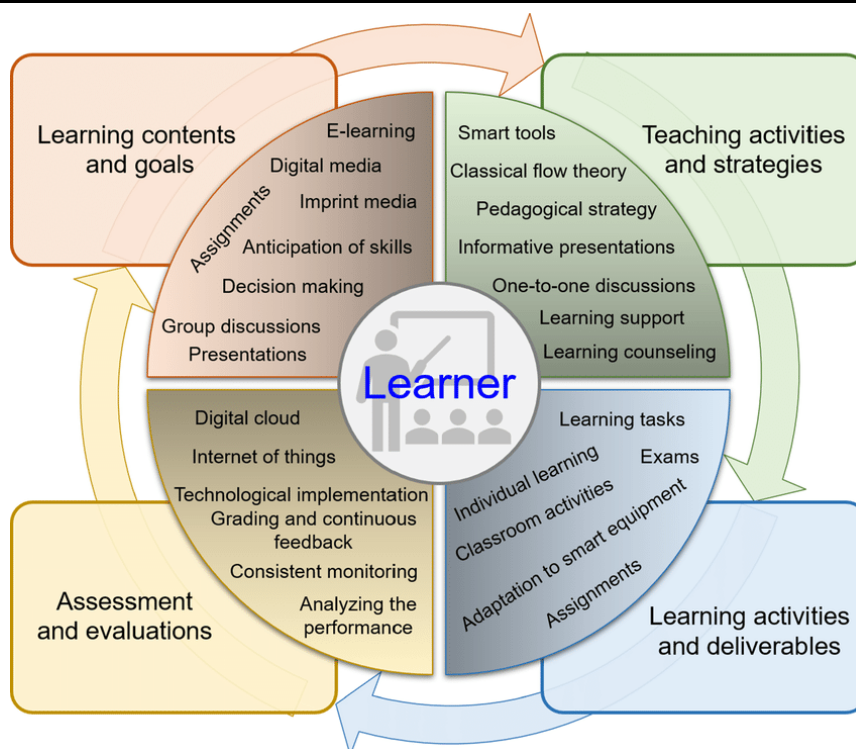 Learning contents
and goals
E-learning
Digital media
Imprint media
Assignments
Anticipation of skills
Decision making
Group discussions
Presentations
Teaching activities
and strategies
Smart tools
Classical flow theory
Pedagogical strategy
Informative presentations
One-to-one discussions
Learning support
Learning counseling
Learner
Digital cloud
Internet of things
Technological implementation
Grading and continuous
feedback
Consistent monitoring
Analyzing the
performance
Assessment
and evaluations
Learning tasks
Exams
Individual learning
Classroom activities
Adaptation to smart equipment
Assignments
Learning activities
and deliverables